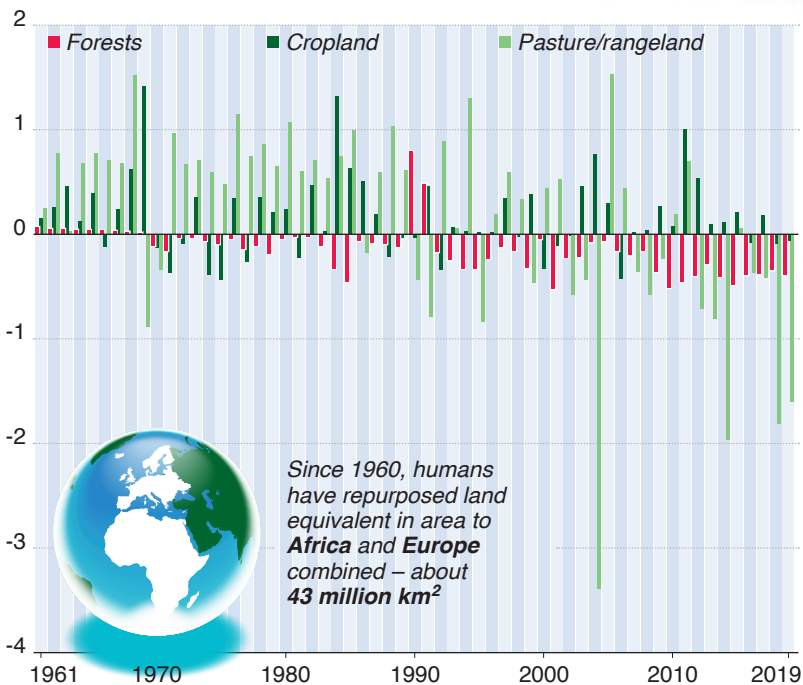 2
Forests Cropland Pasture/rangeland
1
0
-1
-2
Since 1960, humans
have repurposed land
equivalent in area to
Africa and Europe
combined – about
43 million km²
-3
-4
1961 1970 1980 1990 2000 2010 2019